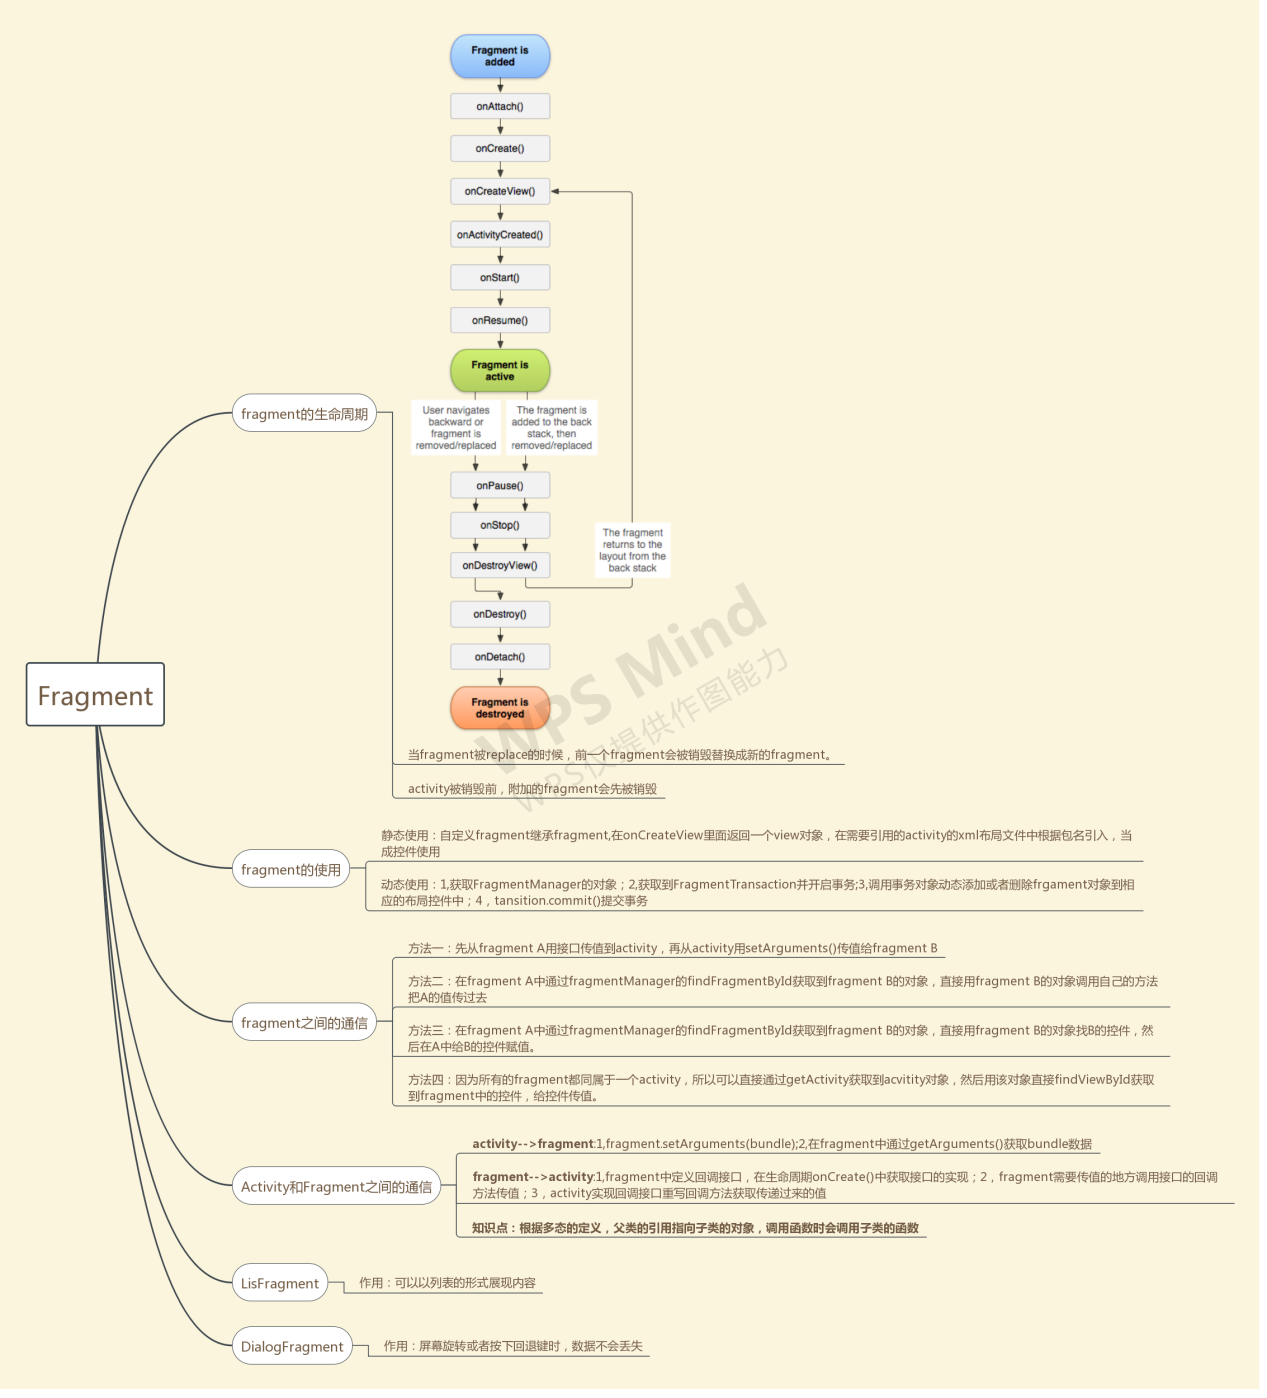 Fragment is
added
onAttach()
onCreate()
onCreateView()
onActivityCreated()
onStart()
onResume()
Fragment is
active
User navigates
backward or
fragment is
removed/replaced
The fragment is
added to the back
stack, then
removed/replaced
onPause()
onStop()
onDestroyView()
The fragment
returns to the
layout from the
back stack
onDestroy()
onDetach()
Fragment is
destroyed
WPS Mind
WPS仅提供作图能力
Fragment
fragment的生命周期
当fragment被replace的时候，前一个fragment会被销毁替换成新的fragment。
activity被销毁前，附加的fragment会先被销毁
fragment的使用
静态使用：自定义fragment继承fragment,在onCreateView里面返回一个view对象，在需要引用的activity的xml布局文件中根据包名引入，当
成控件使用
动态使用：1,获取FragmentManager的对象；2,获取到FragmentTransaction并开启事务;3,调用事务对象动态添加或者删除frgament对象到相
应的布局控件中；4，tansition.commit()提交事务
fragment之间的通信
方法一：先从fragment A用接口传值到activity，再从activity用setArguments()传值给fragment B
方法二：在fragment A中通过fragmentManager的findFragmentById获取到fragment B的对象，直接用fragment B的对象调用自己的方法
把A的值传过去
方法三：在fragment A中通过fragmentManager的findFragmentById获取到fragment B的对象，直接用fragment B的对象找B的控件，然
后在A中给B的控件赋值。
方法四：因为所有的fragment都同属于一个activity，所以可以直接通过getActivity获取到acvitity对象，然后用该对象直接findViewById获取
到fragment中的控件，给控件传值。
Activity和Fragment之间的通信
activity-->fragment:1,fragment.setArguments(bundle);2,在fragment中通过getArguments()获取bundle数据
fragment-->activity:1,fragment中定义回调接口，在生命周期onCreate()中获取接口的实现；2，fragment需要传值的地方调用接口的回调
方法传值；3，activity实现回调接口重写回调方法获取传递过来的值
知识点：根据多态的定义，父类的引用指向子类的对象，调用函数时会调用子类的函数
LisFragment
作用：可以以列表的形式展现内容
DialogFragment
作用：屏幕旋转或者按下回退键时，数据不会丢失